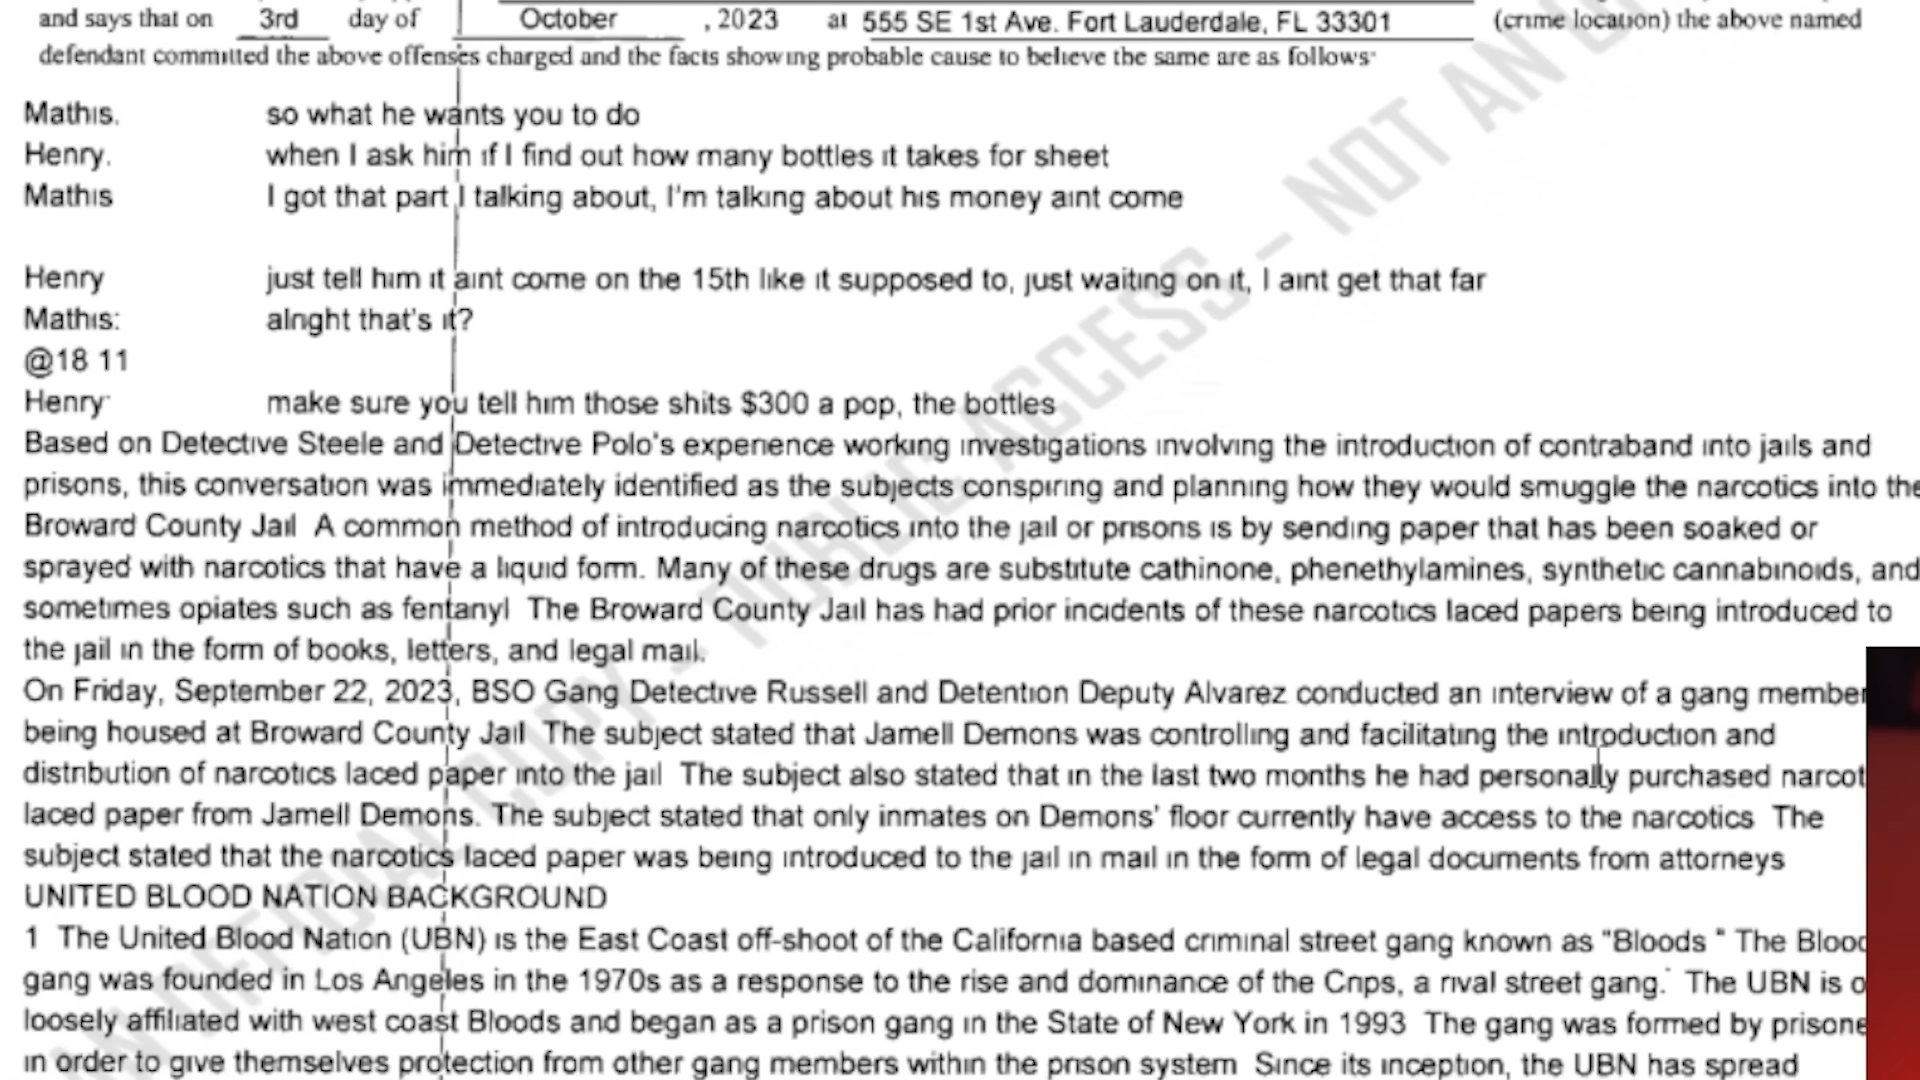 and says that on 3rd day of October , 2023 at 555 SE 1st Ave. Fort Lauderdale, FL 33301 (crime location) the above named
defendant committed the above offenses charged and the facts showing probable cause to believe the same are as follows
Mathis. so what he wants you to do
Henry. when I ask him if I find out how many bottles it takes for sheet
Mathis I got that part I talking about, I'm talking about his money aint come
Henry just tell him it aint come on the 15th like it supposed to, just waiting on it, I aint get that far
Mathis: alright that's it?
@18 11
Henry make sure you tell him those shits $300 a pop, the bottles
Based on Detective Steele and Detective Polo's experience working investigations involving the introduction of contraband into jails and
prisons, this conversation was immediately identified as the subjects conspiring and planning how they would smuggle the narcotics into the
Broward County Jail A common method of introducing narcotics into the jail or prisons is by sending paper that has been soaked or
sprayed with narcotics that have a liquid form. Many of these drugs are substitute cathinone, phenethylamines, synthetic cannabinoids, and
sometimes opiates such as fentanyl The Broward County Jail has had prior incidents of these narcotics laced papers being introduced to
the jail in the form of books, letters, and legal mail.
On Friday, September 22, 2023, BSO Gang Detective Russell and Detention Deputy Alvarez conducted an interview of a gang member
being housed at Broward County Jail The subject stated that Jamell Demons was controlling and facilitating the introduction and
distribution of narcotics laced paper into the jail The subject also stated that in the last two months he had personally purchased narcot
laced paper from Jamell Demons. The subject stated that only inmates on Demons' floor currently have access to the narcotics The
subject stated that the narcotics laced paper was being introduced to the jail in mail in the form of legal documents from attorneys
UNITED BLOOD NATION BACKGROUND
1 The United Blood Nation (UBN) is the East Coast off-shoot of the California based criminal street gang known as "Bloods " The Blood
gang was founded in Los Angeles in the 1970s as a response to the rise and dominance of the Crips, a rival street gang. The UBN is
loosely affiliated with west coast Bloods and began as a prison gang in the State of New York in 1993 The gang was formed by prisone
in order to give themselves protection from other gang members within the prison system Since its inception, the UBN has spread
AN OFFICIAL COPY - PUBLIC ACCESS - NOT AN O